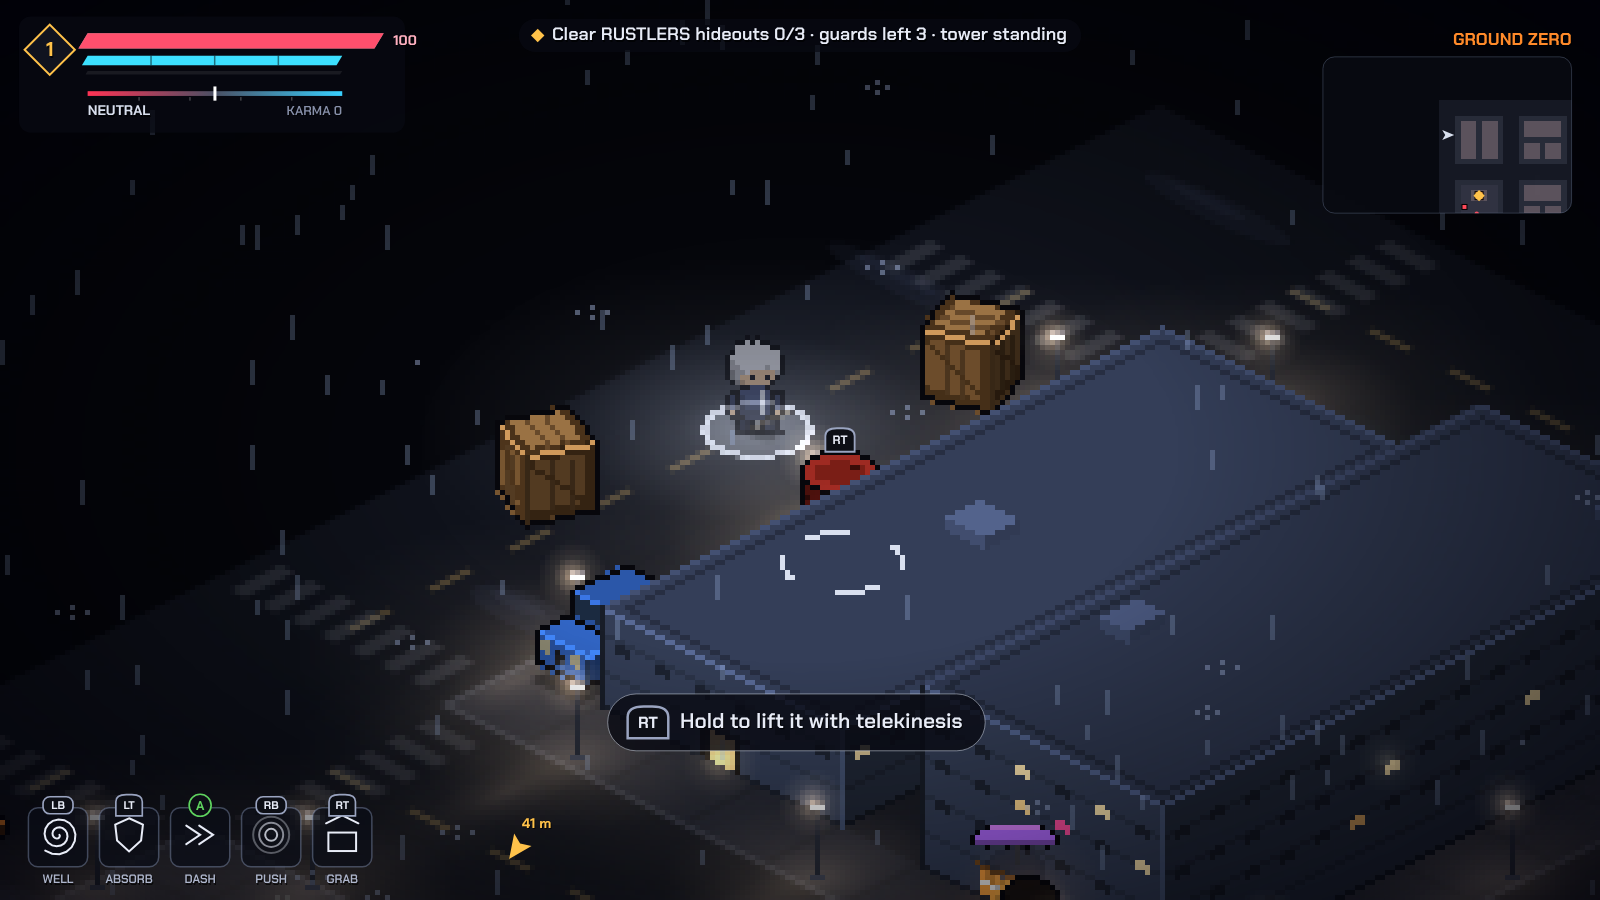 1
100
NEUTRAL
KARMA 0
Clear RUSTLERS hideouts 0/3 · guards left 3 · tower standing
GROUND ZERO
RT
RT Hold to lift it with telekinesis
41 m
LB
LT
A
RB
RT
WELL
ABSORB
DASH
PUSH
GRAB